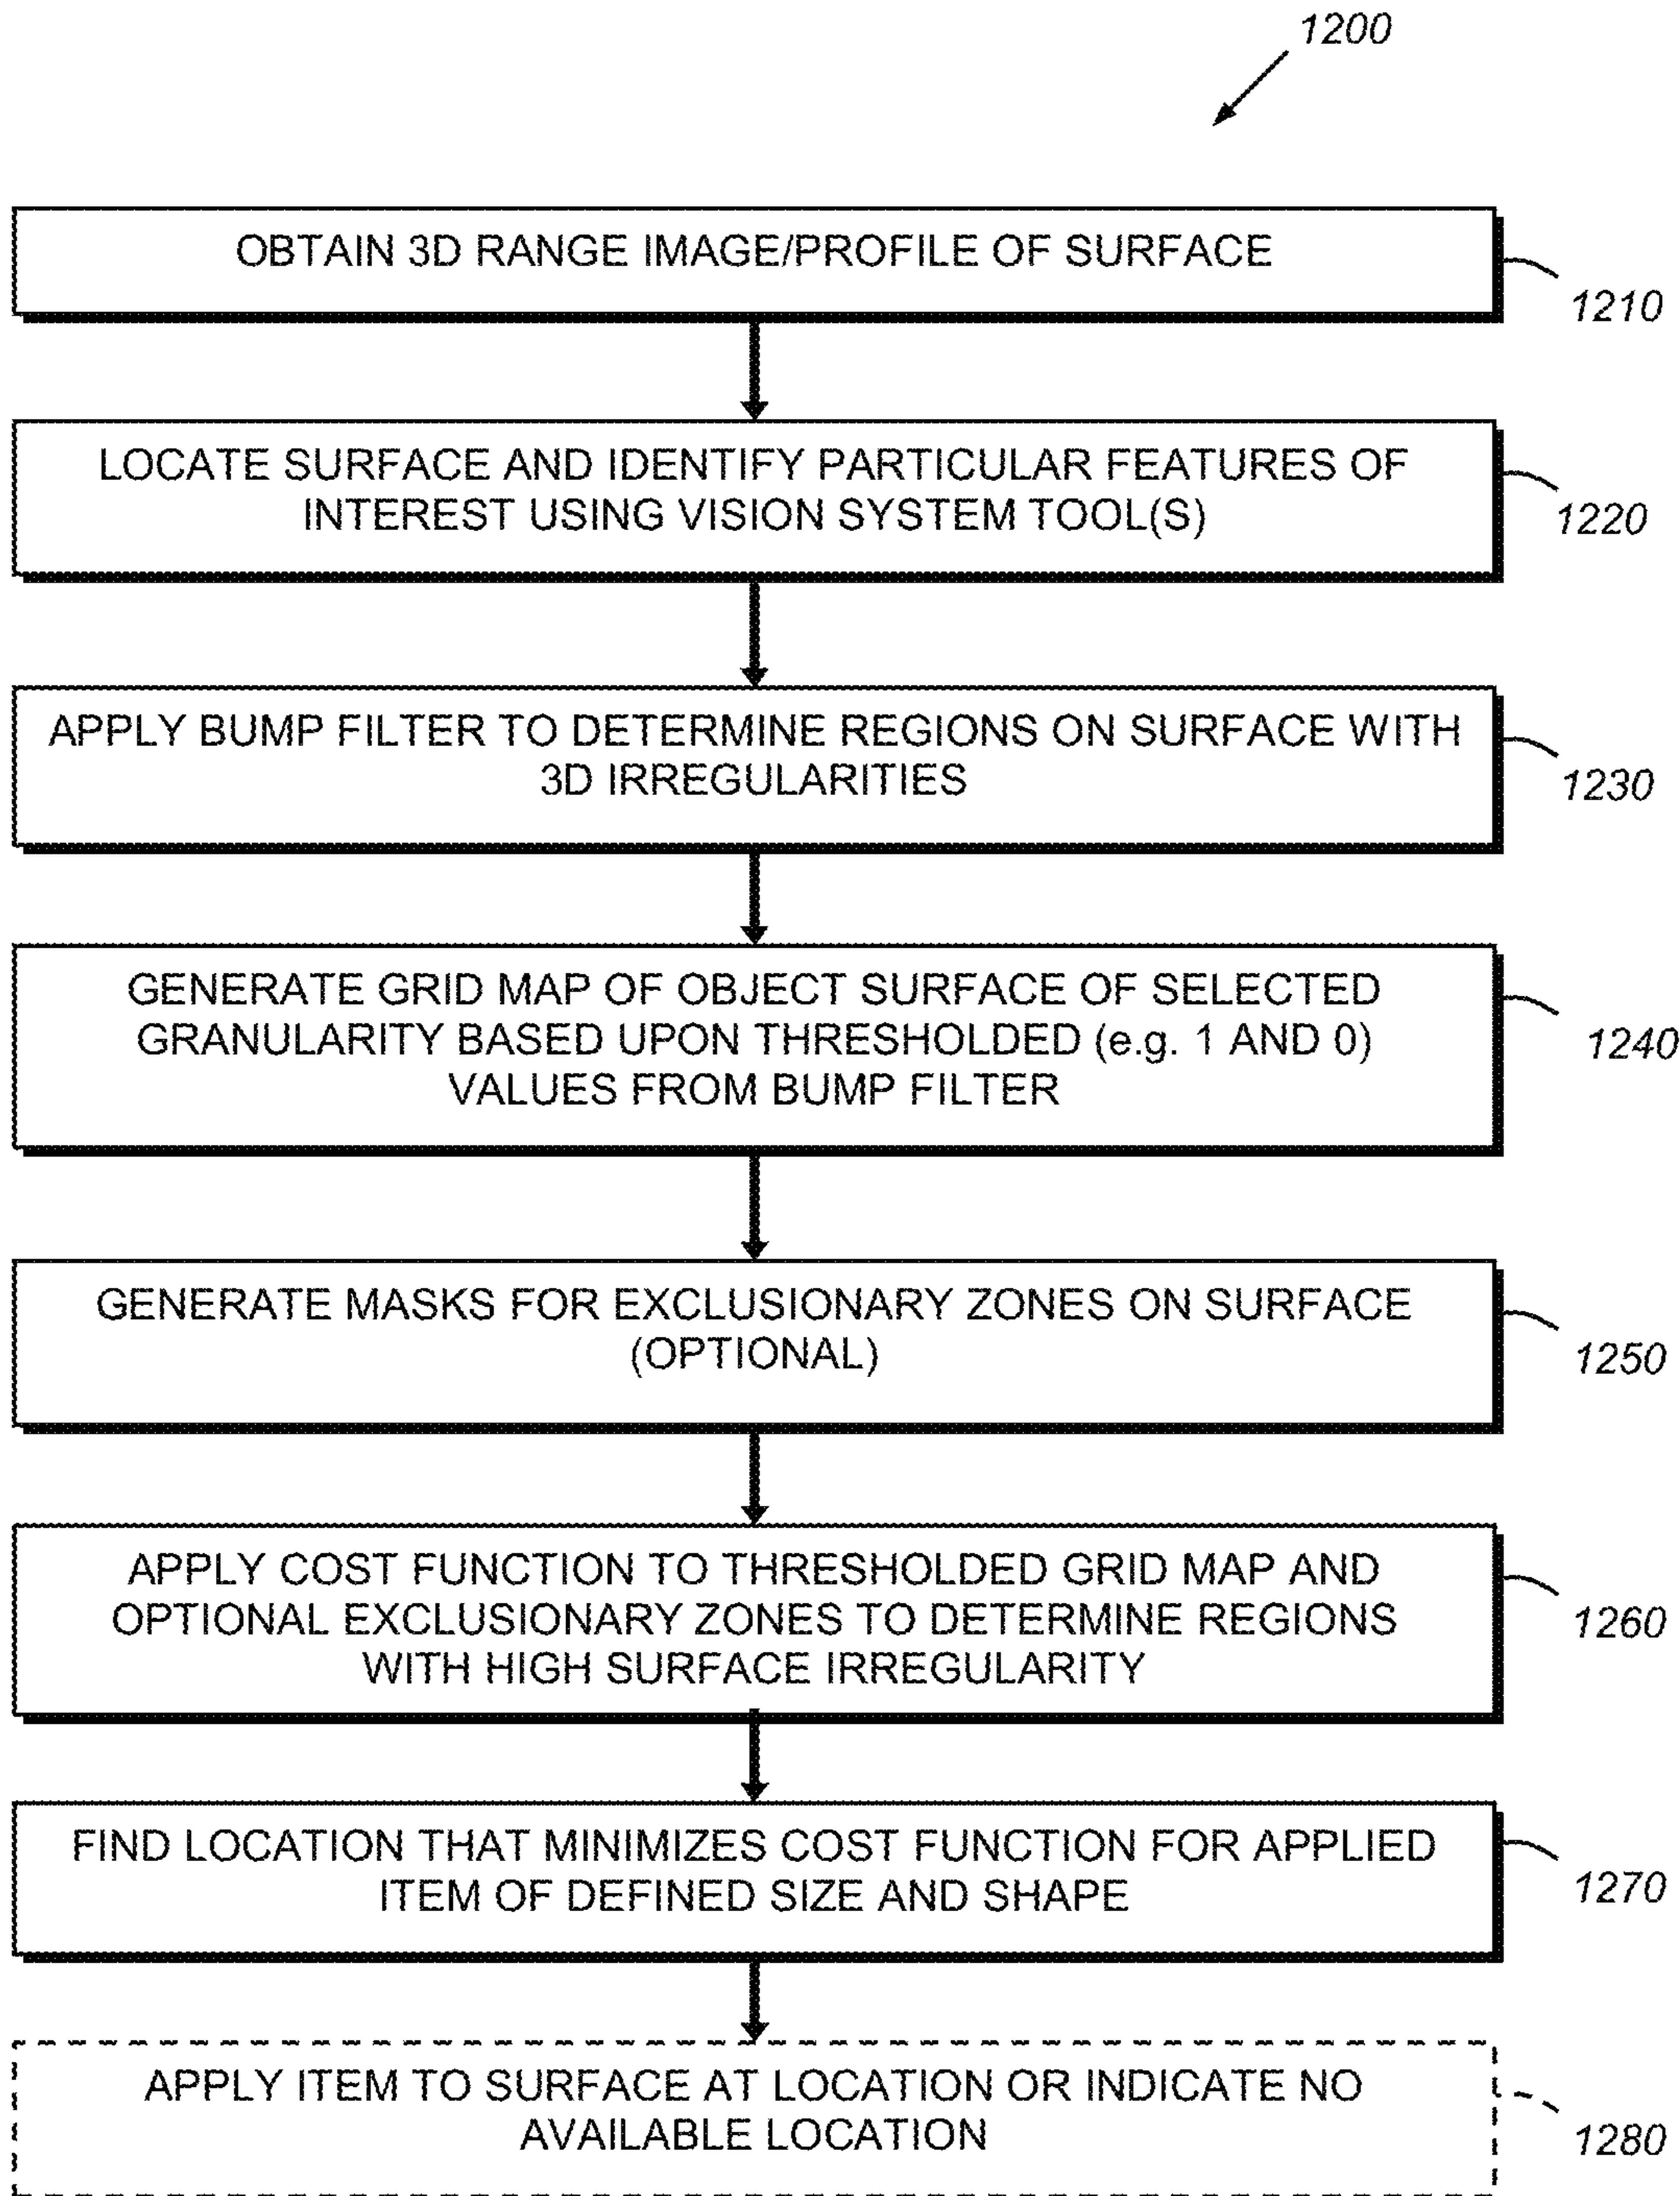 1200
OBTAIN 3D RANGE IMAGE/PROFILE OF SURFACE
1210
LOCATE SURFACE AND IDENTIFY PARTICULAR FEATURES OF
INTEREST USING VISION SYSTEM TOOL(S)
1220
APPLY BUMP FILTER TO DETERMINE REGIONS ON SURFACE WITH
3D IRREGULARITIES
1230
GENERATE GRID MAP OF OBJECT SURFACE OF SELECTED
GRANULARITY BASED UPON THRESHOLDED (e.g. 1 AND 0)
VALUES FROM BUMP FILTER
1240
GENERATE MASKS FOR EXCLUSIONARY ZONES ON SURFACE
(OPTIONAL)
1250
APPLY COST FUNCTION TO THRESHOLDED GRID MAP AND
OPTIONAL EXCLUSIONARY ZONES TO DETERMINE REGIONS
WITH HIGH SURFACE IRREGULARITY
1260
FIND LOCATION THAT MINIMIZES COST FUNCTION FOR APPLIED
ITEM OF DEFINED SIZE AND SHAPE
1270
APPLY ITEM TO SURFACE AT LOCATION OR INDICATE NO
AVAILABLE LOCATION
1280